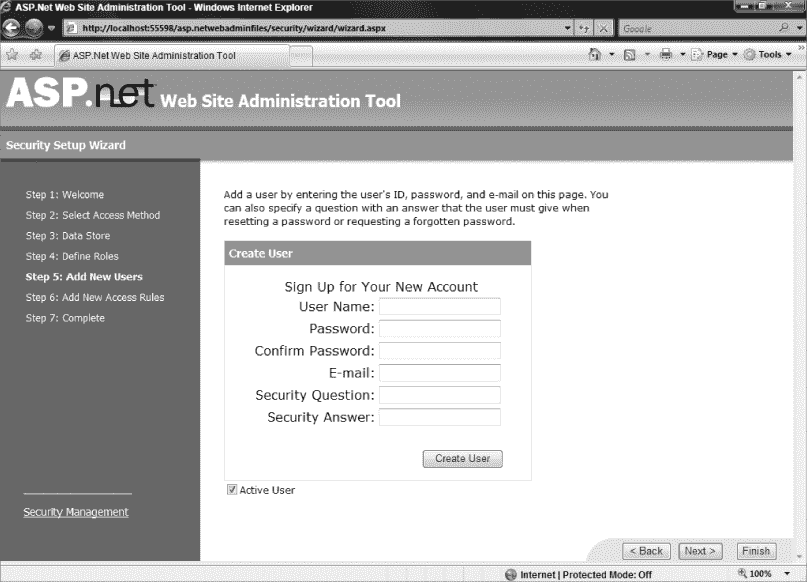 ASP.Net Web Site Administration Tool - Windows Internet Explorer
http://localhost:55598/asp.netwebadminfiles/security/wizard/wizard.aspx
Google
ASP.Net Web Site Administration Tool
Page
Tools
ASP.net Web Site Administration Tool
Security Setup Wizard
Step 1: Welcome
Step 2: Select Access Method
Step 3: Data Store
Step 4: Define Roles
Step 5: Add New Users
Step 6: Add New Access Rules
Step 7: Complete
Security Management
Add a user by entering the user's ID, password, and e-mail on this page. You
can also specify a question with an answer that the user must give when
resetting a password or requesting a forgotten password.
Create User
Sign Up for Your New Account
User Name:
Password:
Confirm Password:
E-mail:
Security Question:
Security Answer:
Create User
Active User
< Back
Next >
Finish
Internet | Protected Mode: Off
100%